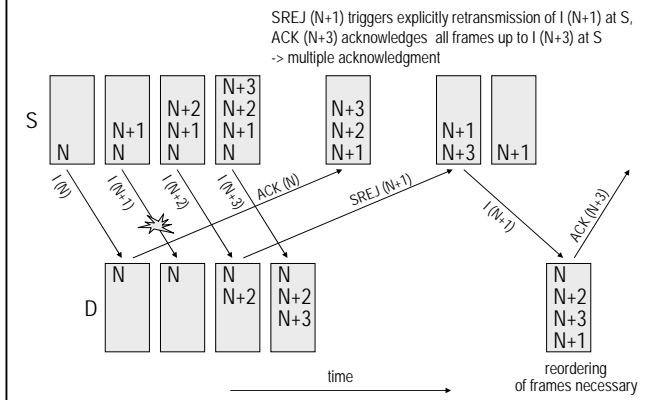 SREJ (N+1) triggers explicitly retransmission of I (N+1) at S,
ACK (N+3) acknowledges all frames up to I (N+3) at S
-> multiple acknowledgment
S
N
N+1
N
N+2
N+1
N
N+3
N+2
N+1
N
N+3
N+2
N+1
N+1
N+3
N+1
I (N)
I (N+1)
I (N+2)
I (N+3)
ACK (N)
SREJ (N+1)
I (N+1)
ACK (N+3)
D
N
N
N
N+2
N
N+2
N+3
N
N+2
N+3
N+1
time
reordering
of frames necessary